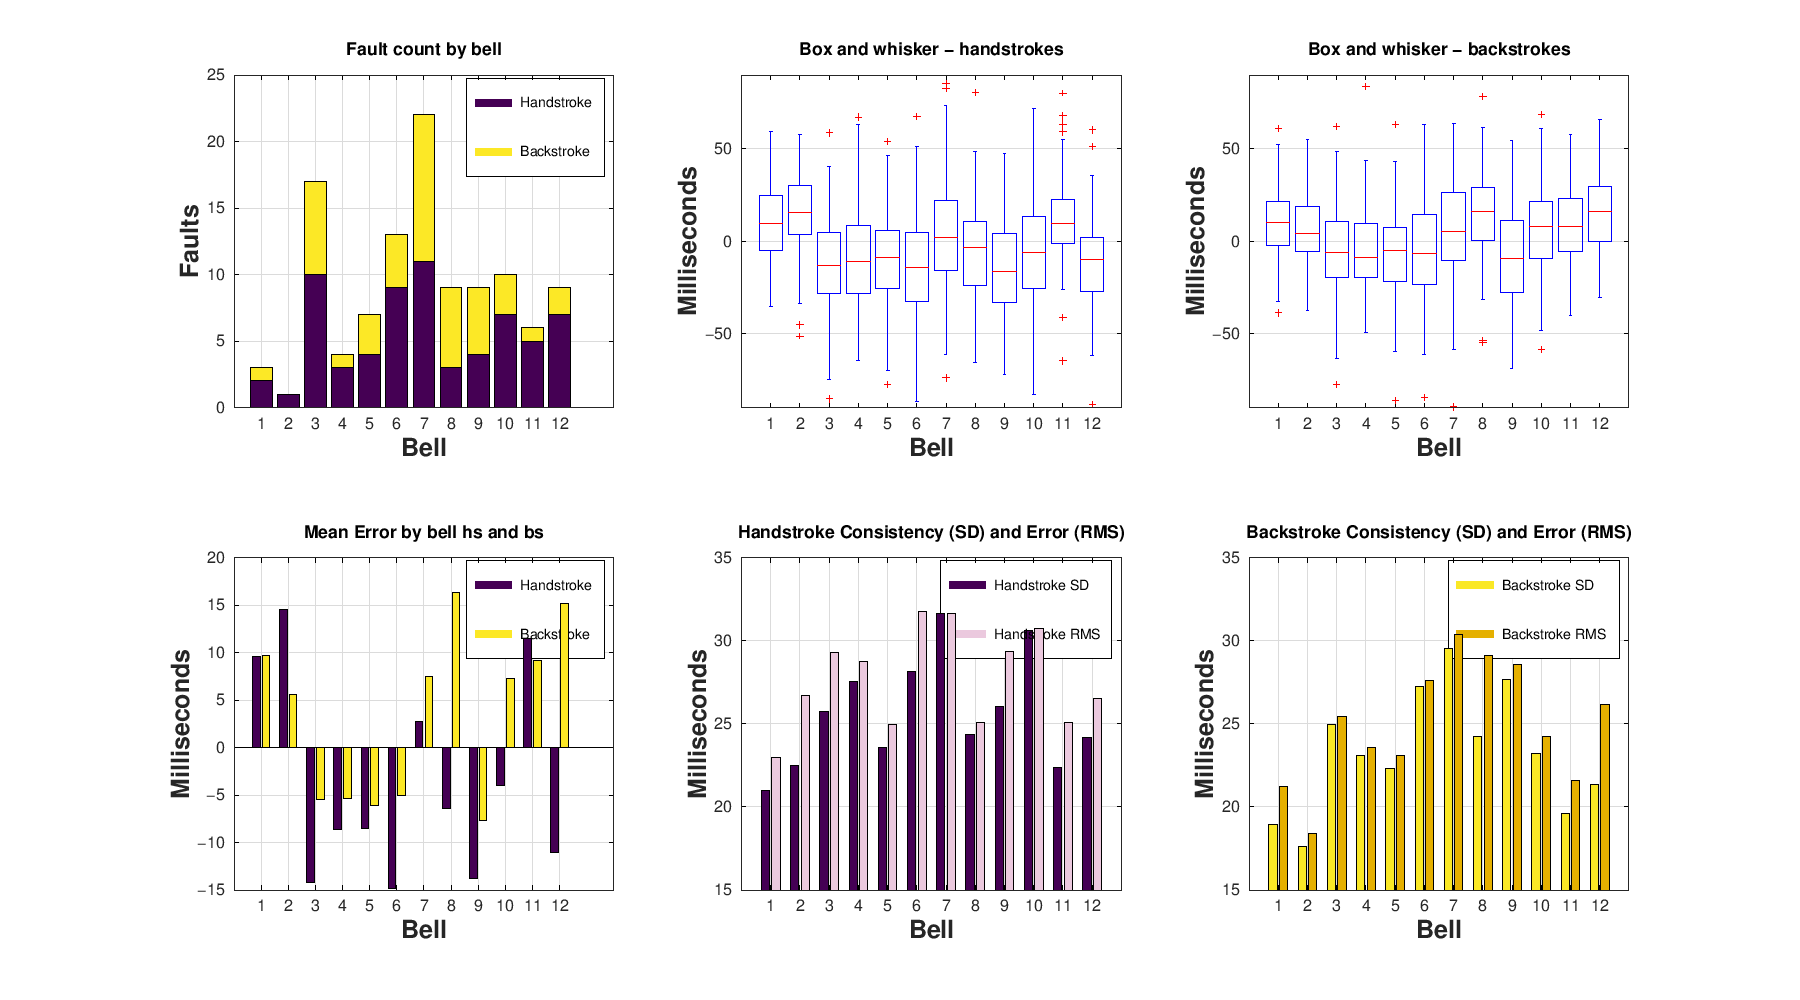 Fault count by bell
25
20
15
10
5
0
Faults
Handstroke
Backstroke
1 2 3 4 5 6 7 8 9 10 11 12
Bell
Box and whisker – handstrokes
50
0
−50
Milliseconds
1 2 3 4 5 6 7 8 9 10 11 12
Bell
Box and whisker – backstrokes
50
0
−50
Milliseconds
1 2 3 4 5 6 7 8 9 10 11 12
Bell
Mean Error by bell hs and bs
20
15
10
5
0
−5
−10
−15
Milliseconds
Handstroke
Backstroke
1 2 3 4 5 6 7 8 9 10 11 12
Bell
Handstroke Consistency (SD) and Error (RMS)
35
30
25
20
15
Milliseconds
Handstroke SD
Handstroke RMS
1 2 3 4 5 6 7 8 9 10 11 12
Bell
Backstroke Consistency (SD) and Error (RMS)
35
30
25
20
15
Milliseconds
Backstroke SD
Backstroke RMS
1 2 3 4 5 6 7 8 9 10 11 12
Bell